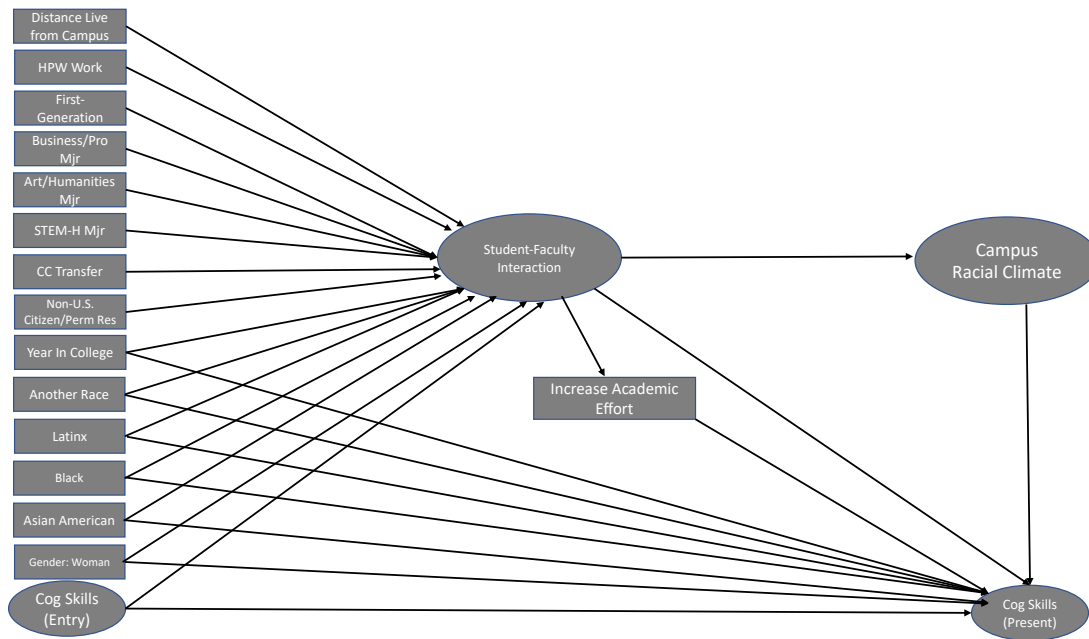 Distance Live
from Campus
HPW Work
First-
Generation
Business/Pro
Mjr
Art/Humanities
Mjr
STEM-H Mjr
CC Transfer
Non-U.S.
Citizen/Perm Res
Year In College
Another Race
Latinx
Black
Asian American
Gender: Woman
Cog Skills
(Entry)
Student-Faculty
Interaction
Increase Academic
Effort
Campus
Racial Climate
Cog Skills
(Present)